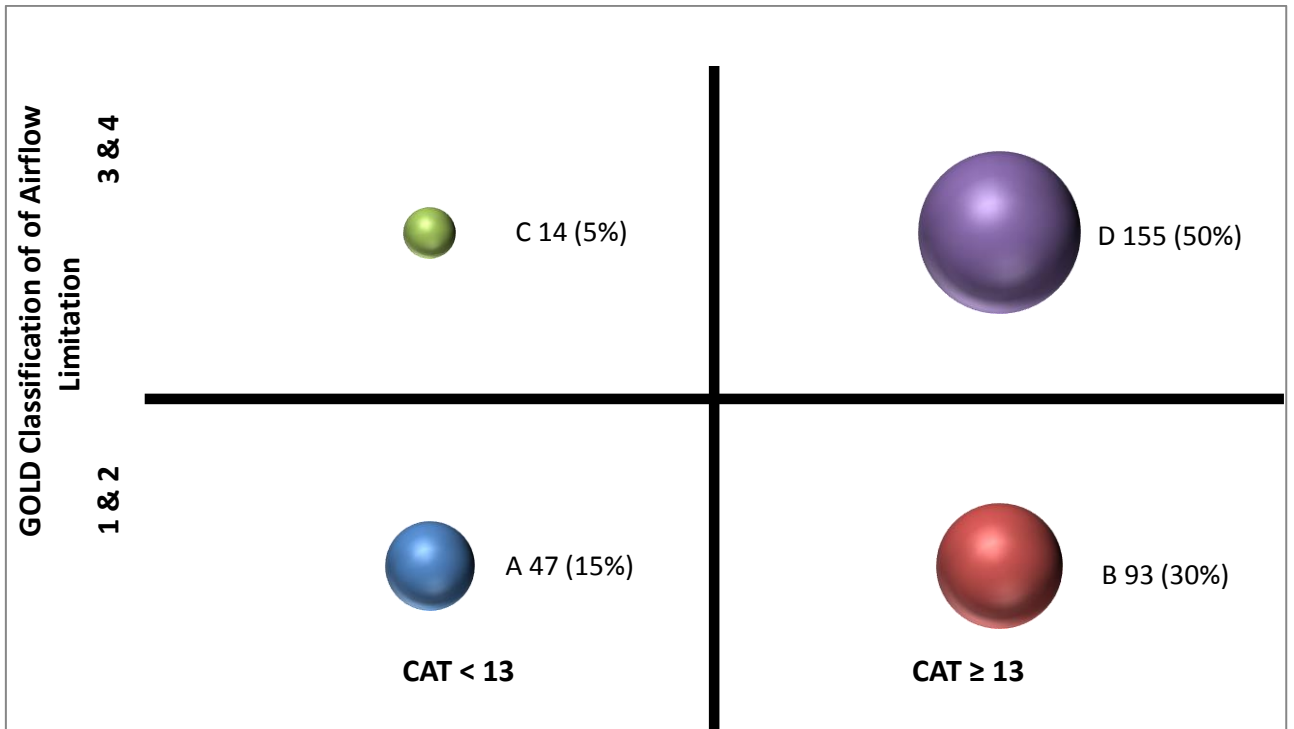 GOLD Classification of of Airflow
Limitation
3 & 4
1 & 2
C 14 (5%)
D 155 (50%)
A 47 (15%)
B 93 (30%)
CAT < 13
CAT ≥ 13